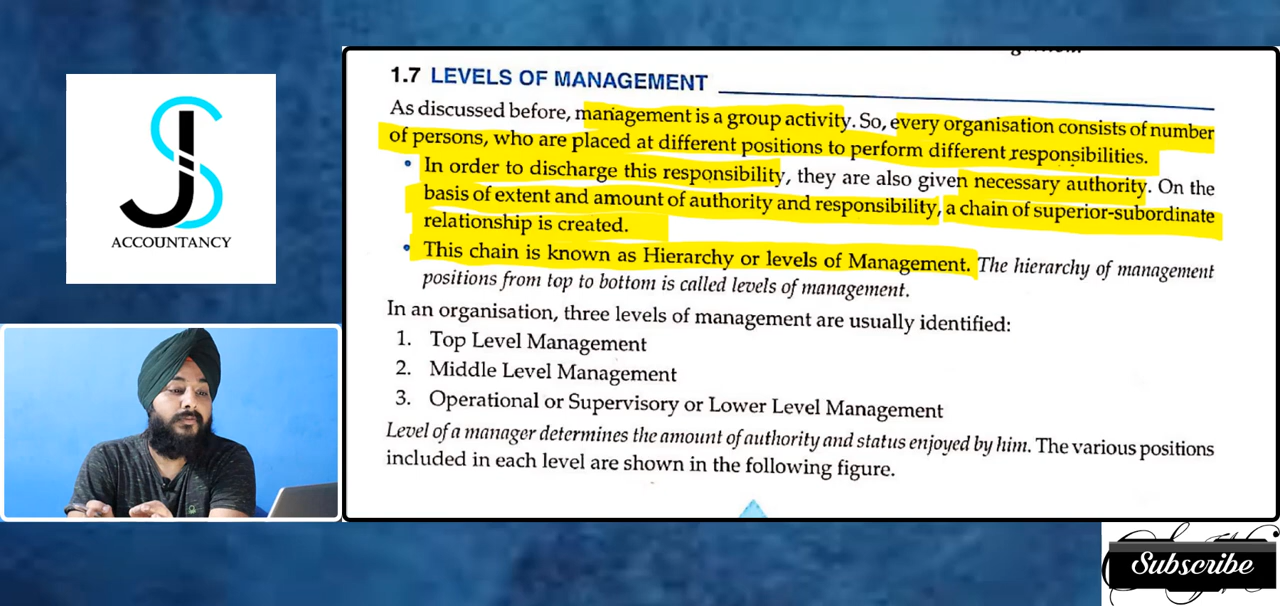 JS
ACCOUNTANCY
1.7 LEVELS OF MANAGEMENT
As discussed before, management is a group activity. So, every organisation consists of number
of persons, who are placed at different positions to perform different responsibilities.
• In order to discharge this responsibility, they are also given necessary authority. On the
basis of extent and amount of authority and responsibility, a chain of superior-subordinate
relationship is created.
• This chain is known as Hierarchy or levels of Management. The hierarchy of management
positions from top to bottom is called levels of management.
In an organisation, three levels of management are usually identified:
1. Top Level Management
2. Middle Level Management
3. Operational or Supervisory or Lower Level Management
Level of a manager determines the amount of authority and status enjoyed by him. The various positions
included in each level are shown in the following figure.
Subscribe